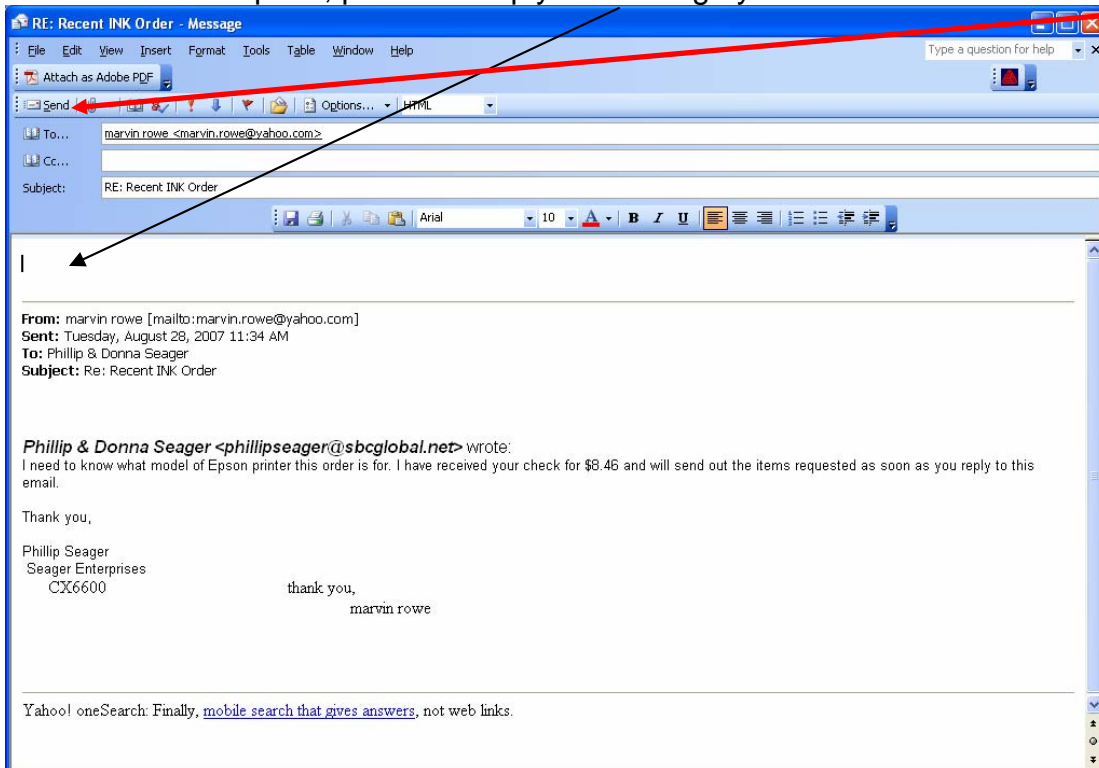 RE: Recent INK Order - Message
File Edit View Insert Format Tools Table Window Help Type a question for help
Attach as Adobe PDF
Send Options... HTML
To... marvin rowe <marvin.rowe@yahoo.com>
Cc...
Subject: RE: Recent INK Order
Arial 10 A B I U
From: marvin rowe [mailto:marvin.rowe@yahoo.com]
Sent: Tuesday, August 28, 2007 11:34 AM
To: Phillip & Donna Seager
Subject: Re: Recent INK Order
Phillip & Donna Seager <phillipseager@sbcglobal.net> wrote:
I need to know what model of Epson printer this order is for. I have received your check for $8.46 and will send out the items requested as soon as you reply to this
email.
Thank you,
Phillip Seager
Seager Enterprises
CX6600 thank you,
marvin rowe
Yahoo! oneSearch: Finally, mobile search that gives answers, not web links.